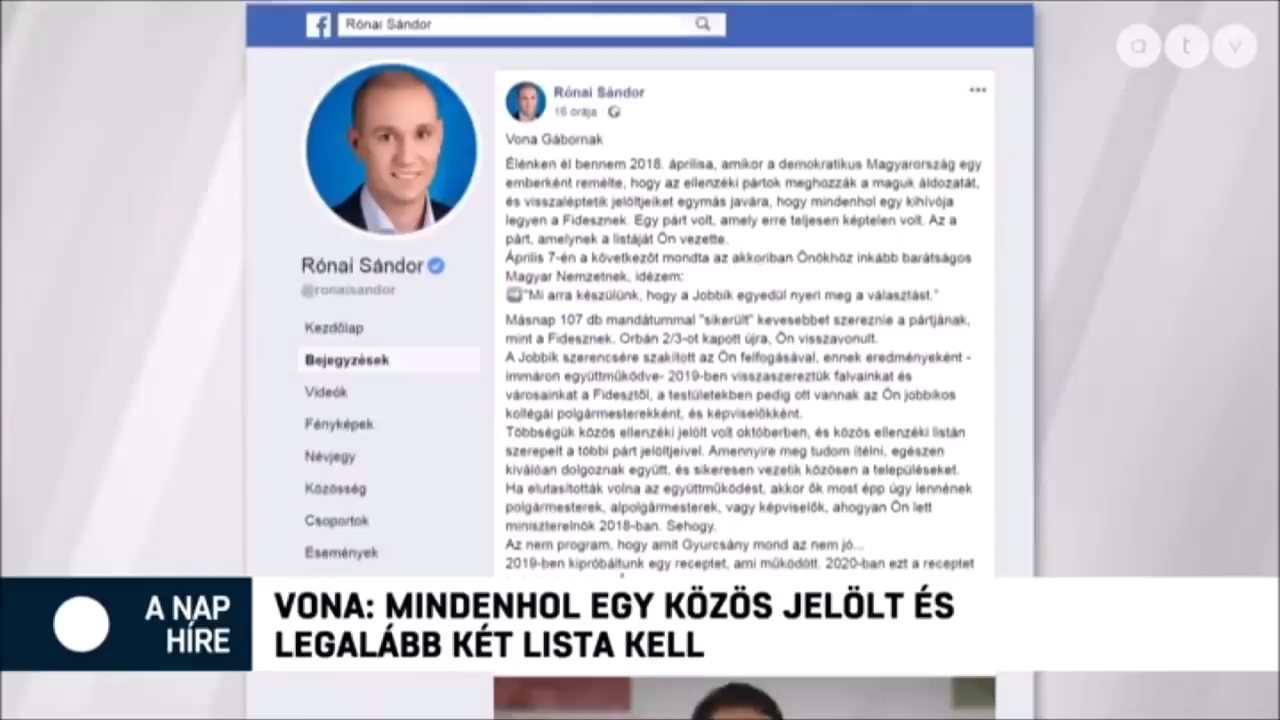 Rónai Sándor
a t v
Rónai Sándor
16 órája
Vona Gábornak
Élénken él bennem 2018. áprilisa, amikor a demokratikus Magyarország egy
emberként remélte, hogy az ellenzéki pártok meghozzák a maguk áldozatát,
és visszaléptetik jelöltjeiket egymás javára, hogy mindenhol egy kihívója
legyen a Fidesznek. Egy párt volt, amely erre teljesen képtelen volt. Az a
párt, amelynek a listáját Ön vezette.
Április 7-én a következőt mondta az akkoriban Önökhöz inkább barátságos
Magyar Nemzetnek, idézem:
➡"Mi arra készülünk, hogy a Jobbik egyedül nyeri meg a választást."
Másnap 107 db mandátummal "sikerült" kevesebbet szereznie a pártjának,
mint a Fidesznek. Orbán 2/3-ot kapott újra, Ön visszavonult.
A Jobbik szerencsére szakított az Ön felfogásával, ennek eredményeként -
immáron együttműködve- 2019-ben visszaszereztük falvainkat és
városainkat a Fidesztől, a testületekben pedig ott vannak az Ön jobbikos
kollégái polgármesterekként, és képviselőkként.
Többségük közös ellenzéki jelölt volt októberben, és közös ellenzéki listán
szerepelt a többi párt jelöltjeivel. Amennyire meg tudom ítélni, egészen
kiválóan dolgoznak együtt, és sikeresen vezetik közösen a településeket.
Ha elutasították volna az együttműködést, akkor ők most épp úgy lennének
polgármesterek, alpolgármesterek, vagy képviselők, ahogyan Ön lett
miniszterelnök 2018-ban. Sehogy.
Az nem program, hogy amit Gyurcsány mond az nem jó...
2019-ben kipróbáltunk egy receptet, ami működött. 2020-ban ezt a receptet
Rónai Sándor
@ronaisandor
Kezdőlap
Bejegyzések
Videók
Fényképek
Névjegy
Közösség
Csoportok
Események
A NAP
HÍRE
VONA: MINDENHOL EGY KÖZÖS JELÖLT ÉS
LEGALÁBB KÉT LISTA KELL